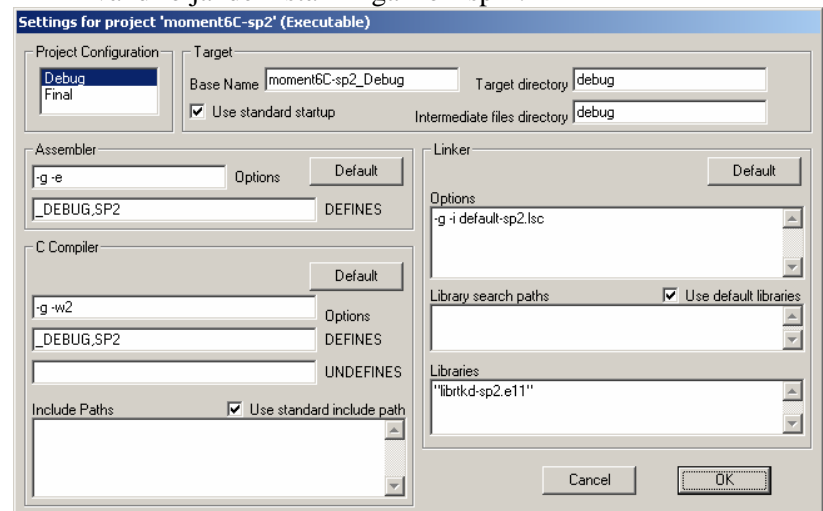 Settings for project 'moment6C-sp2' (Executable)
Project Configuration
Debug
Final
Target
Base Name moment6C-sp2_Debug
Target directory debug
Use standard startup
Intermediate files directory debug
Assembler
-g -e Options Default
_DEBUG,SP2 DEFINES
C Compiler
Default
-g -w2 Options
_DEBUG,SP2 DEFINES
UNDEFINES
Include Paths Use standard include path
Linker
Default
Options
-g -i default-sp2.lsc
Library search paths Use default libraries
Libraries
"librtkd-sp2.e11"
Cancel OK